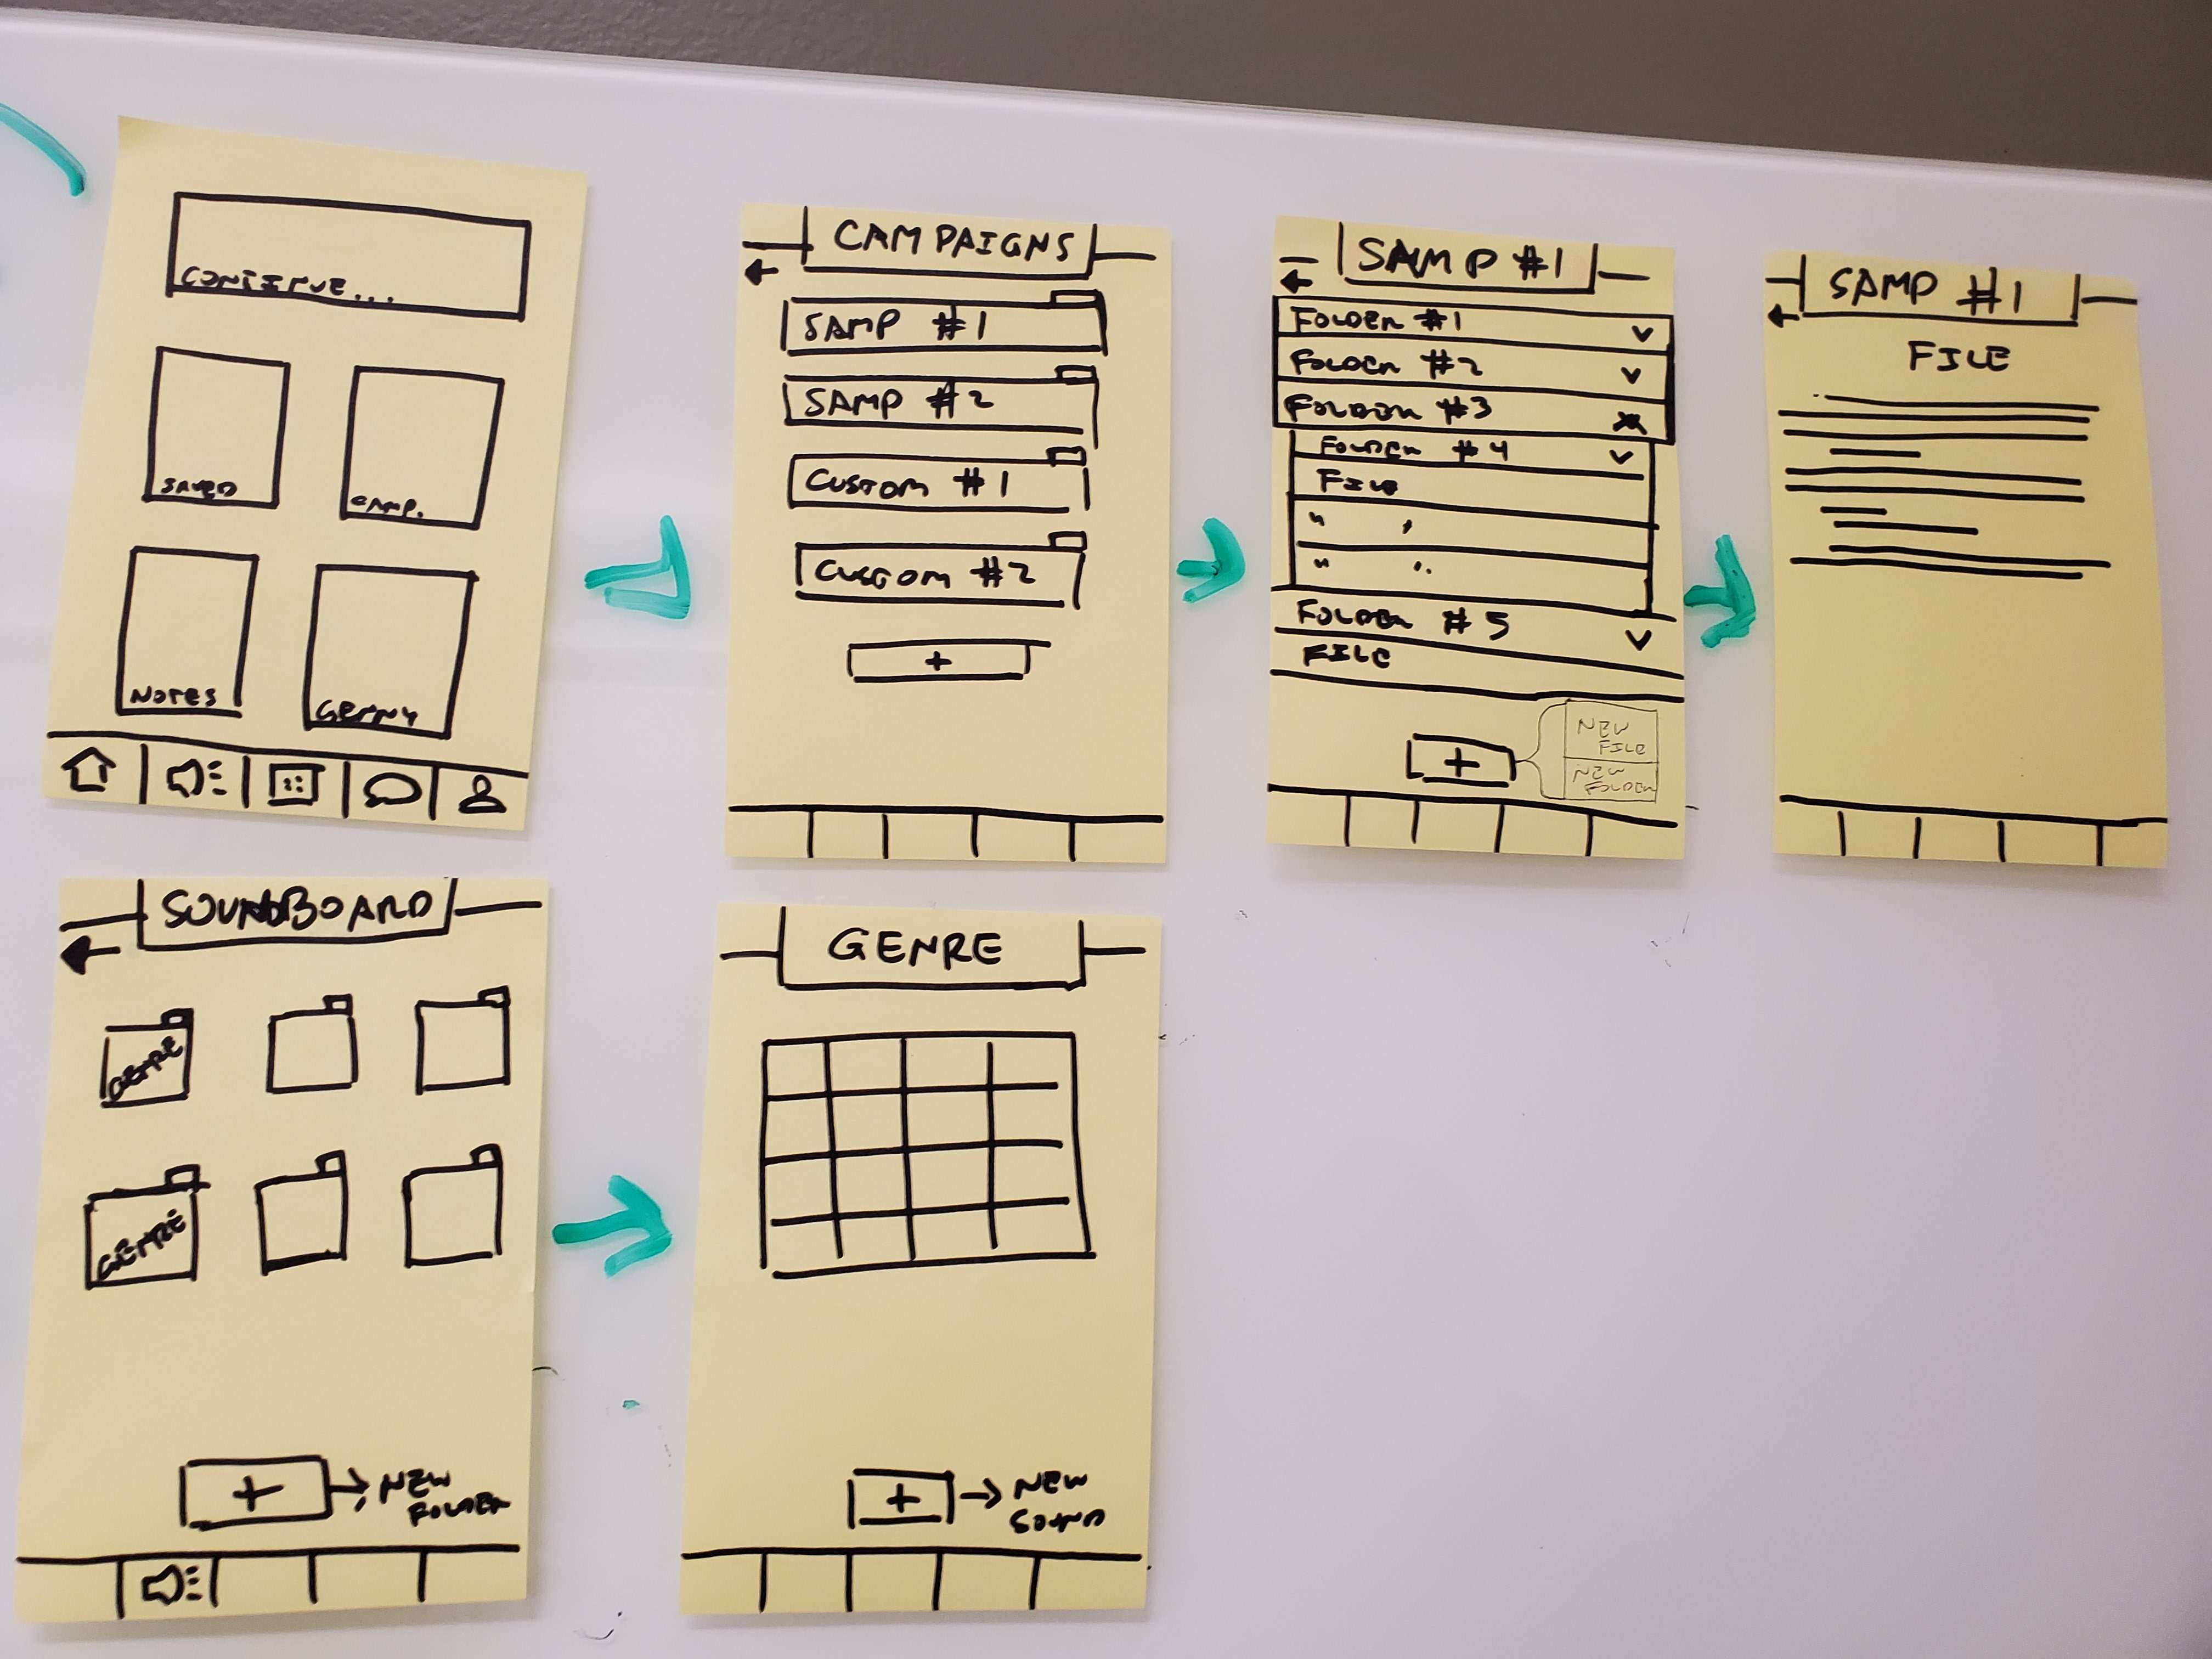 CONTINUE...
SAVED
CAMP.
NOTES
CAMPAIGNS
SAMP #1
SAMP #2
CUSTOM #1
CUSTOM #2
+
SAMP #1
FOLDER #1
FOLDER #2
FOLDER #3
FOLDER #4
FILE
" "
" "
FOLDER #5
FILE
+
NEW
FILE
NEW
FOLDER
SAMP #1
FILE
SOUNDBOARD
GENRE
GENRE
+ → NEW
FOLDER
GENRE
+ → NEW
SOUND